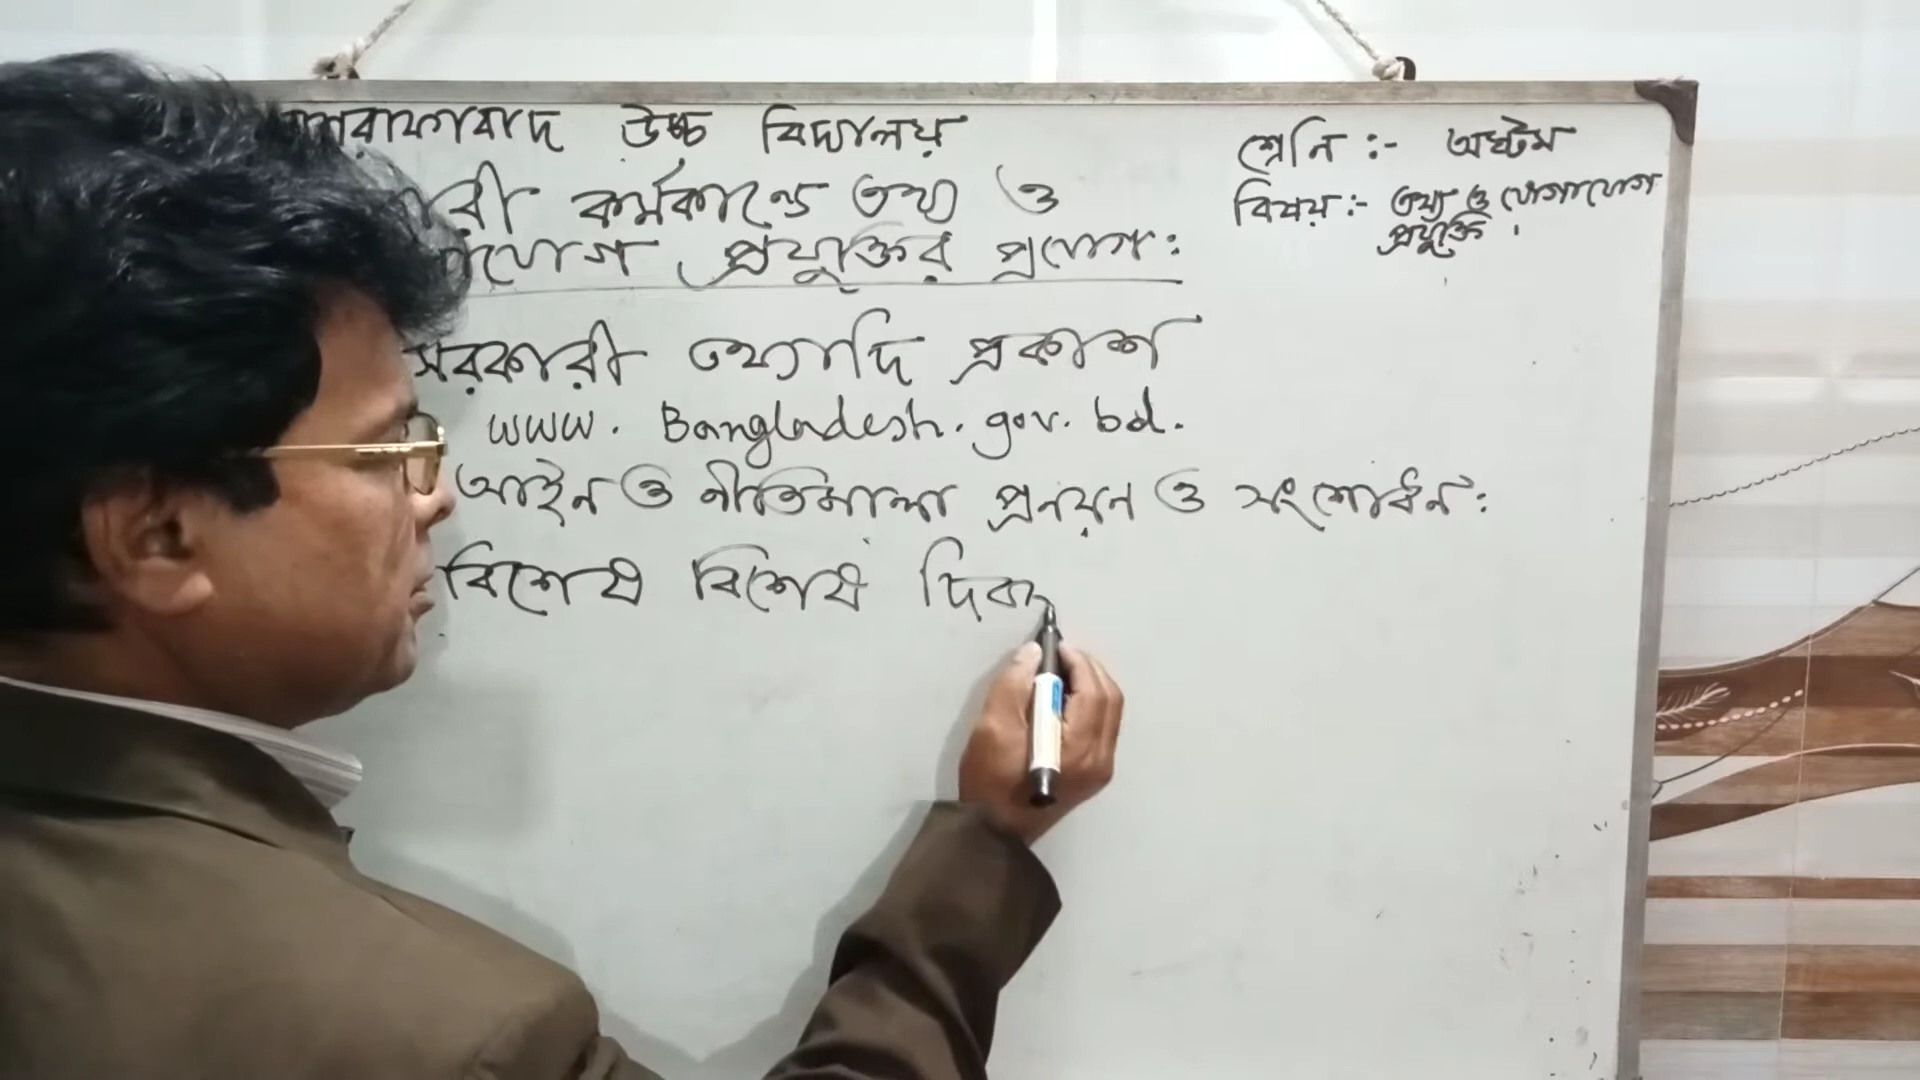 উচ্চ বিদ্যালয়
শ্রেনি :- অষ্টম
বিষয় :- তথ্য ও যোগাযোগ
প্রযুক্তি .
কর্মকান্ডে তথ্য ও
প্রযুক্তির প্রয়োগ :
সরকারী তথ্যাদি প্রকাশ
www. Bangladesh. gov. bd.
আইন ও নীতিমালা প্রনয়ন ও সংশোধন :
বিশেষ বিশেষ